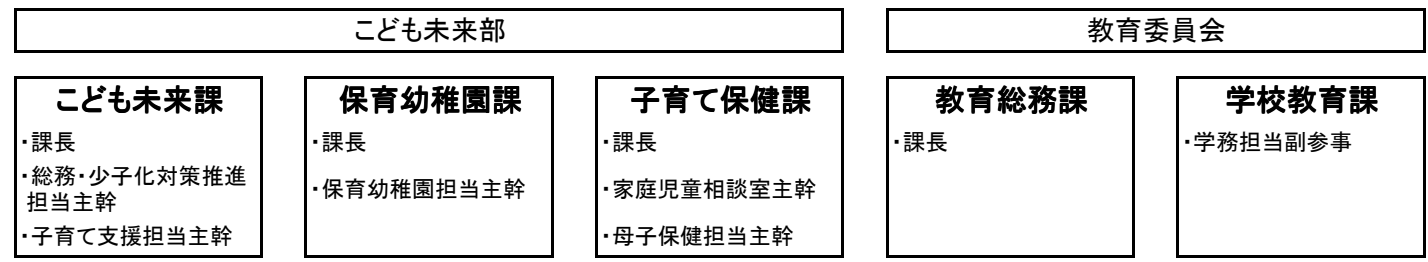 こども未来部
教育委員会
こども未来課
・課長
・総務・少子化対策推進
担当主幹
・子育て支援担当主幹
保育幼稚園課
・課長
・保育幼稚園担当主幹
子育て保健課
・課長
・家庭児童相談室主幹
・母子保健担当主幹
教育総務課
・課長
学校教育課
・学務担当副参事